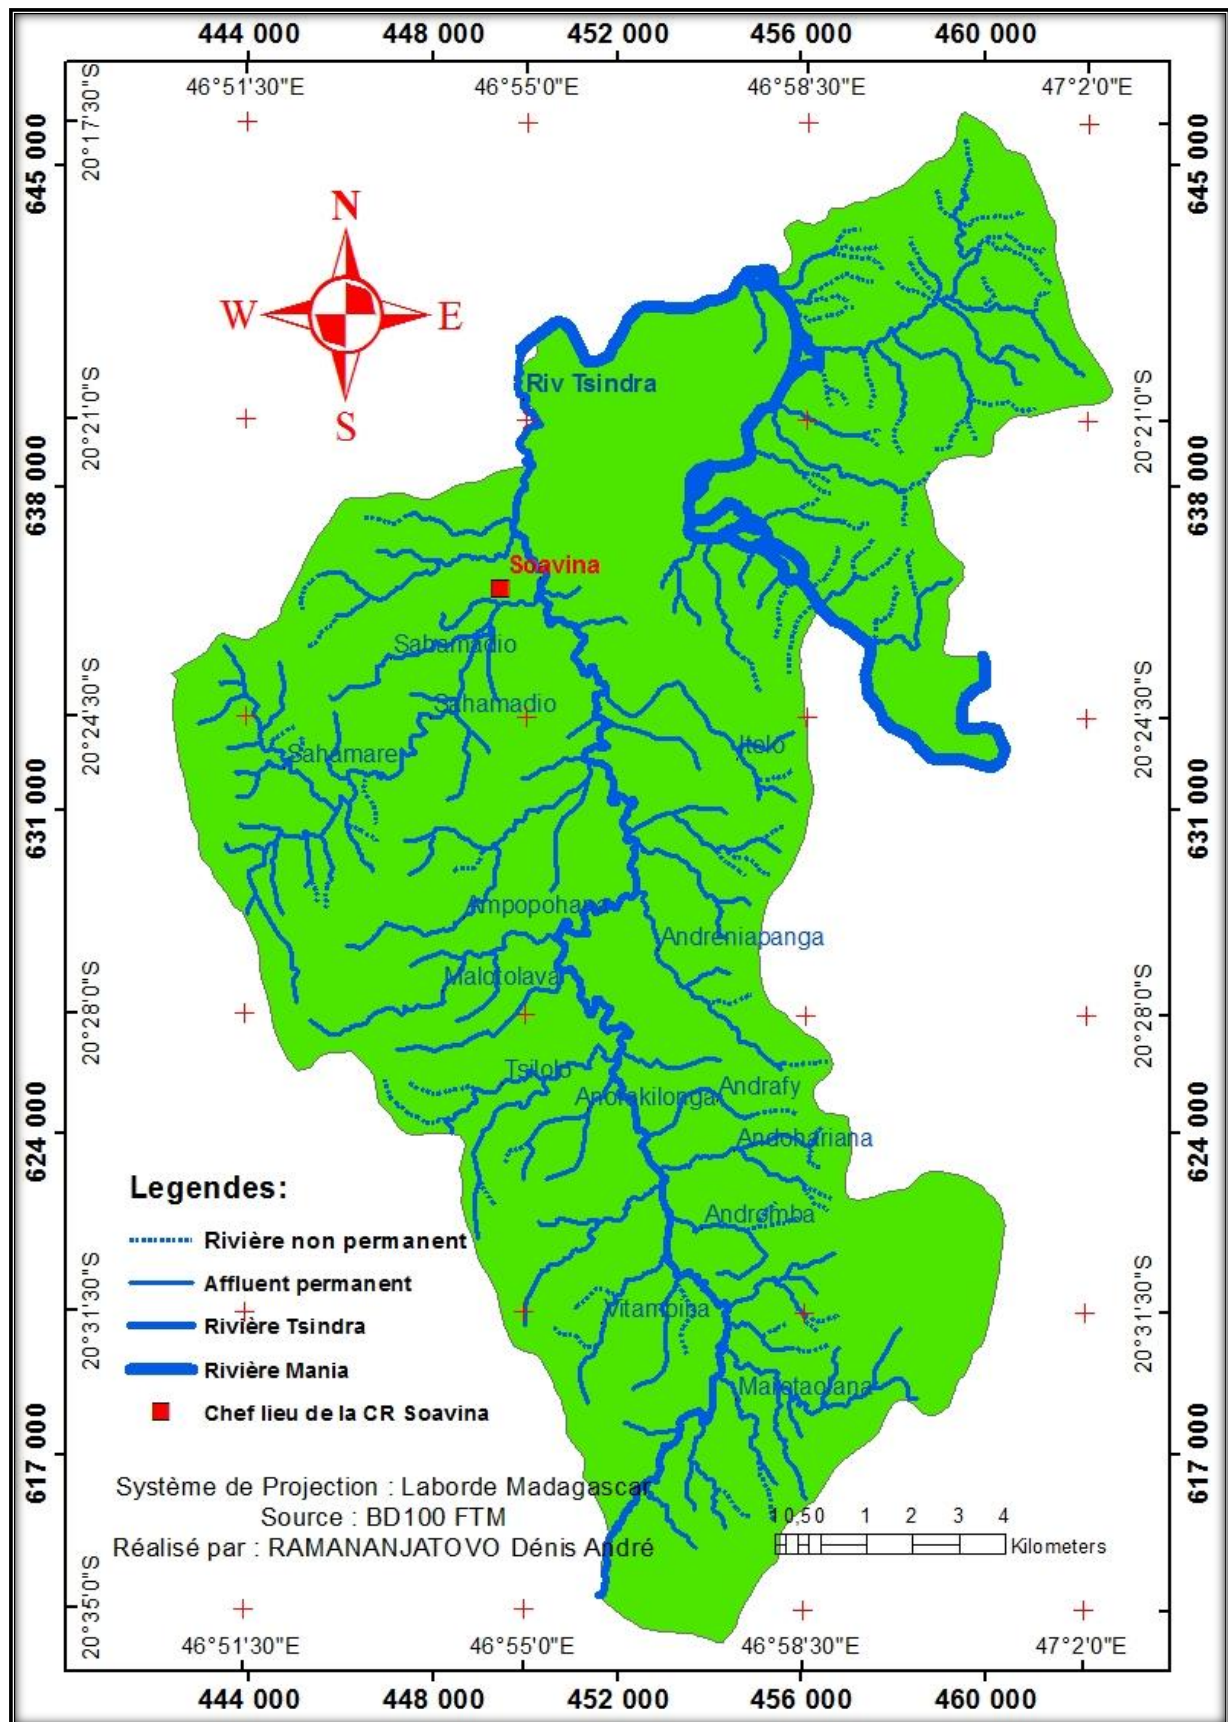 444 000 448 000 452 000 456 000 460 000
46°51'30"E 46°55'0"E 46°58'30"E 47°2'0"E
20°17'30"S
645 000
645 000
N
W
E
S
Riv Tsindra
20°21'0"S
20°21'0"S
638 000
638 000
Soavina
Sahamadio
Sahamadio
20°24'30"S
20°24'30"S
Itelo
Sahamare
631 000
631 000
Ampopohana
Andreniapanga
Malotolava
20°28'0"S
20°28'0"S
Tsilolo
Andrafy
Anorakilonga
624 000
624 000
Andohariana
Legendes:
Andromba
Rivière non permanent
Affluent permanent
20°31'30"S
20°31'30"S
Rivière Tsindra
Rivière Mania
Chef lieu de la CR Soavina
617 000
617 000
Système de Projection : Laborde Madagascar
Source : BD100 FTM
Réalisé par : RAMANANJATOVO Dénis André
1 0,5 0 1 2 3 4
Kilometers
20°35'0"S
46°51'30"E 46°55'0"E 46°58'30"E 47°2'0"E
444 000 448 000 452 000 456 000 460 000